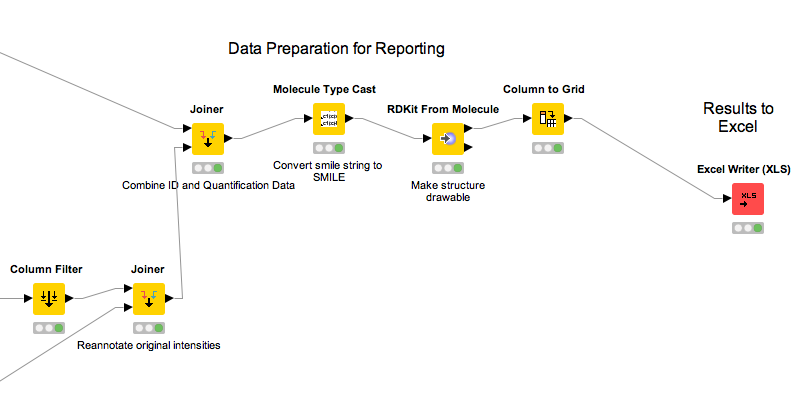 Data Preparation for Reporting
Molecule Type Cast
Column to Grid
Joiner
RDKit From Molecule
Results to
Excel
Convert smile string to
SMILE
Excel Writer (XLS)
Combine ID and Quantification Data
Make structure
drawable
XLS
Column Filter
Joiner
Reannotate original intensities